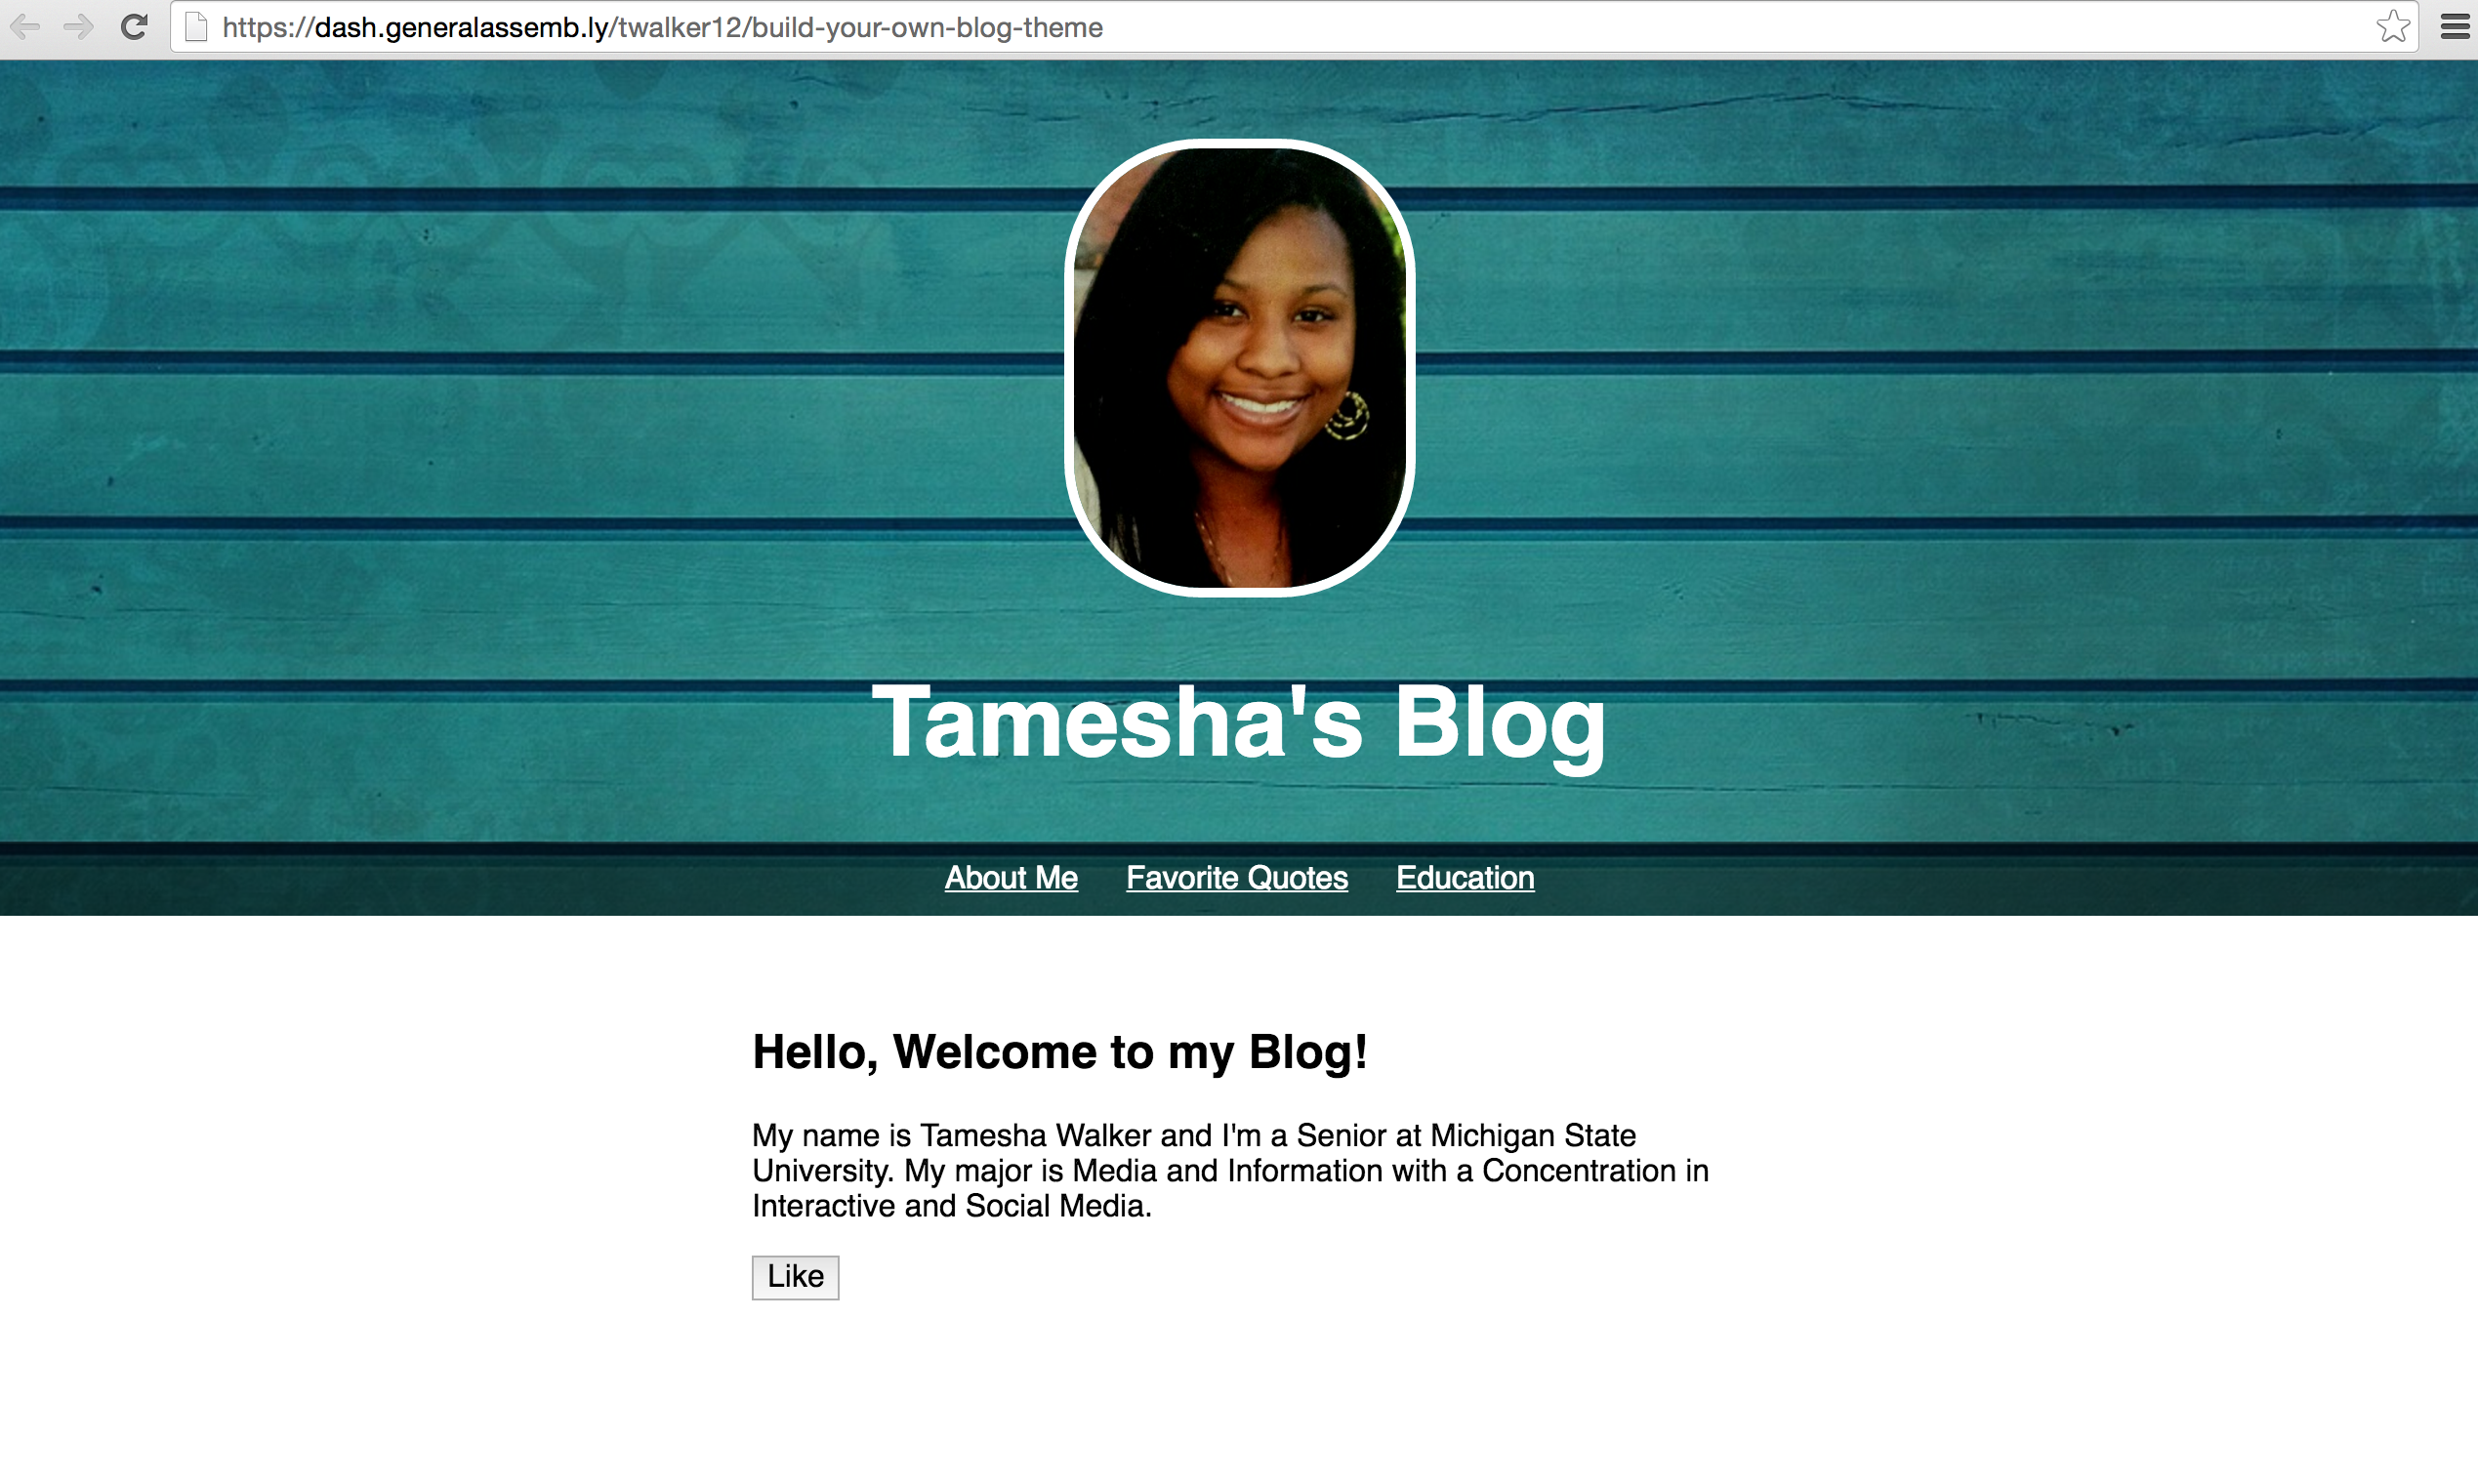 https://dash.generalassemb.ly/twalker12/build-your-own-blog-theme
Tamesha's Blog
About Me Favorite Quotes Education
Hello, Welcome to my Blog!
My name is Tamesha Walker and I'm a Senior at Michigan State
University. My major is Media and Information with a Concentration in
Interactive and Social Media.
Like